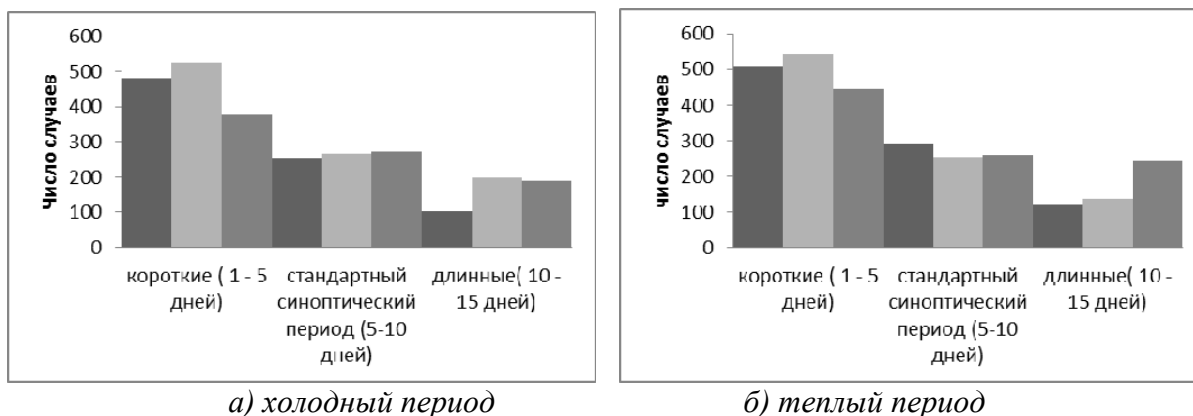 600
500
400
300
200
100
0
Число случаев
короткие ( 1 - 5
дней)
стандартный
синоптический
период (5-10
дней)
длинные( 10 -
15 дней)
а) холодный период
600
500
400
300
200
100
0
число случаев
короткие ( 1 - 5
дней)
стандартный
синоптический
период (5-10
дней)
длинные( 10 -
15 дней)
б) теплый период